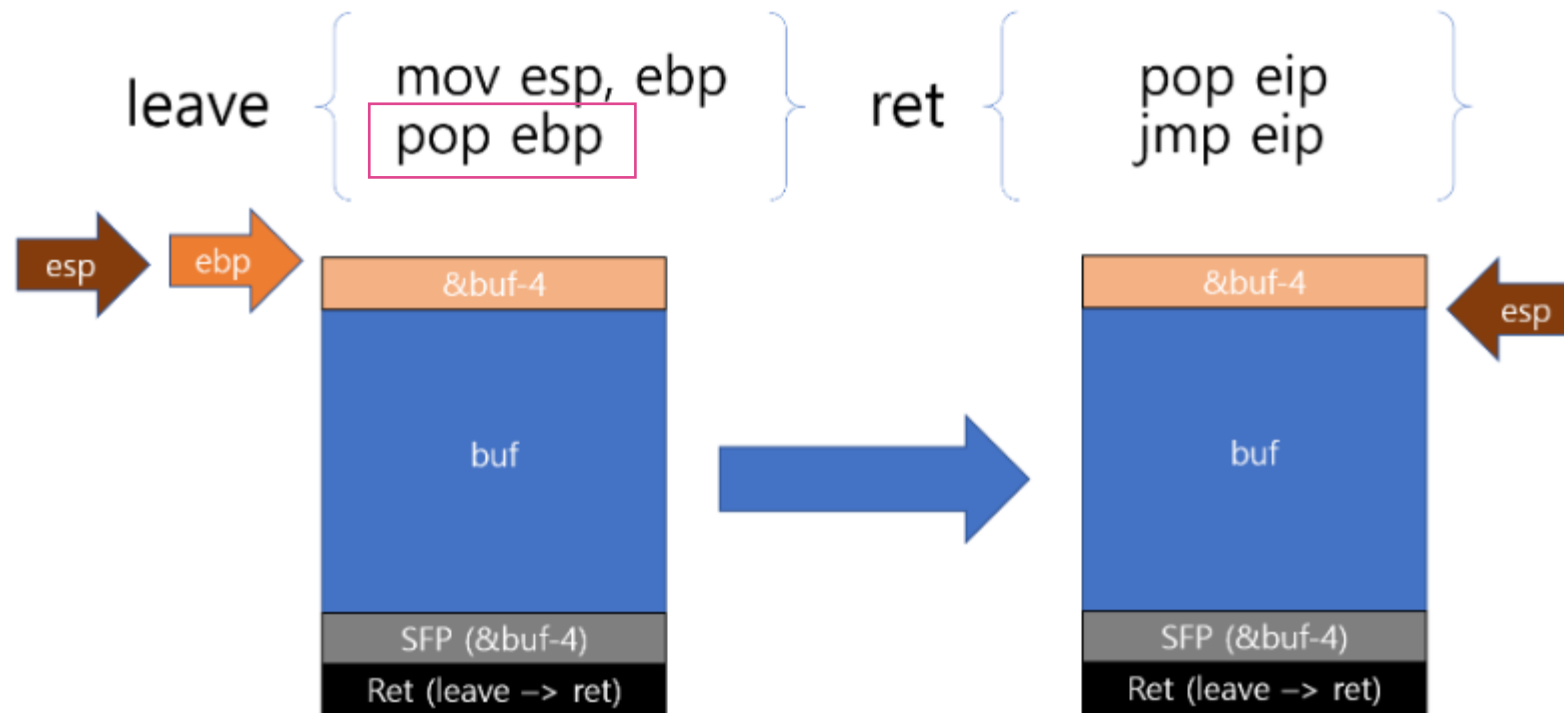 leave
mov esp, ebp
pop ebp
ret
pop eip
jmp eip
esp
ebp
&buf-4
buf
SFP (&buf-4)
Ret (leave –> ret)
&buf-4
esp
buf
SFP (&buf-4)
Ret (leave –> ret)